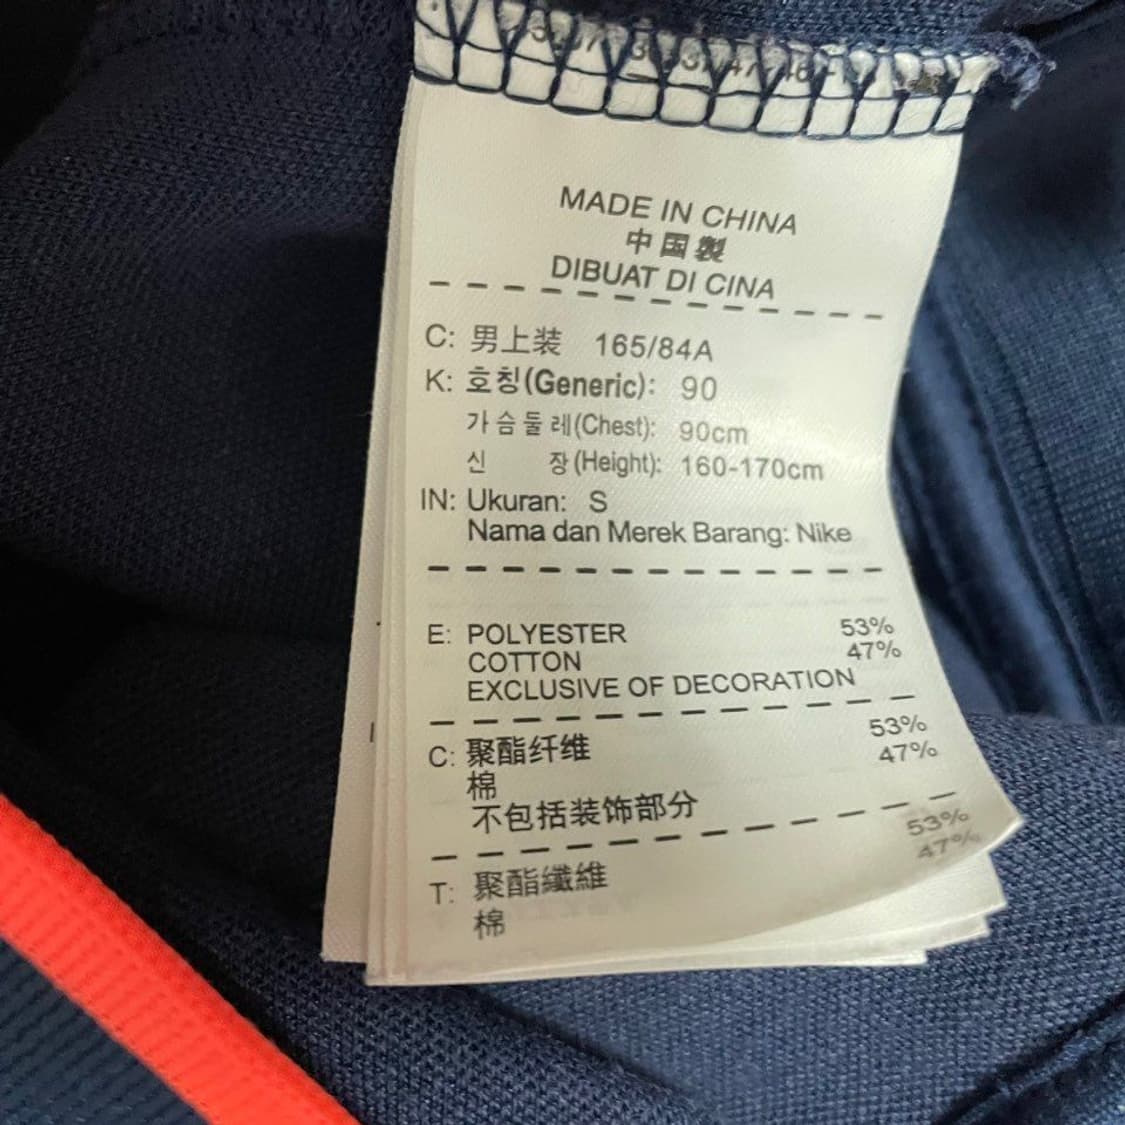 MADE IN CHINA
中国製
DIBUAT DI CINA
C: 男上装 165/84A
K: 호칭(Generic): 90
가슴둘레(Chest): 90cm
신 장(Height): 160-170cm
IN: Ukuran: S
Nama dan Merek Barang: Nike
E: POLYESTER 53%
COTTON 47%
EXCLUSIVE OF DECORATION
C: 聚酯纤维 53%
棉 47%
不包括装饰部分
T: 聚酯纖維 53%
棉 47%